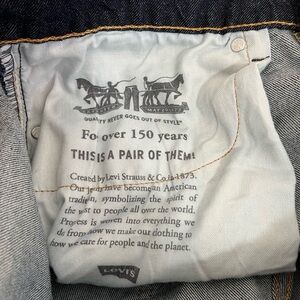 QUALITY NEVER GOES OUT OF STYLE®
For over 150 years
THIS IS A PAIR OF THEM!
Created by Levi Strauss & Co. in 1873.
Our jeans have become an American
tradition, symbolizing the spirit of
the west to people all over the world.
Progress is woven into everything we
do from how we make our clothing to
how we care for people and the planet.
LEVI'S